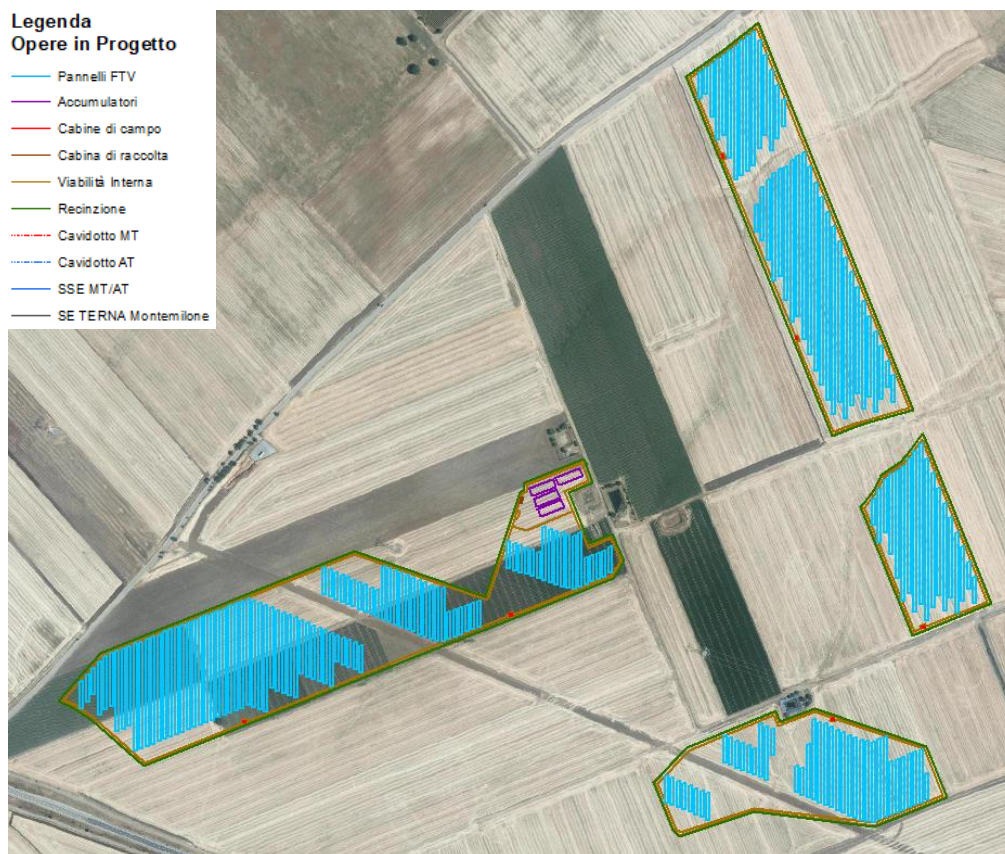 Legenda
Opere in Progetto
Pannelli FTV
Accumulatori
Cabine di campo
Cabina di raccolta
Viabilità Interna
Recinzione
Cavidotto MT
Cavidotto AT
SSE MT/AT
SE TERNA Montemilone